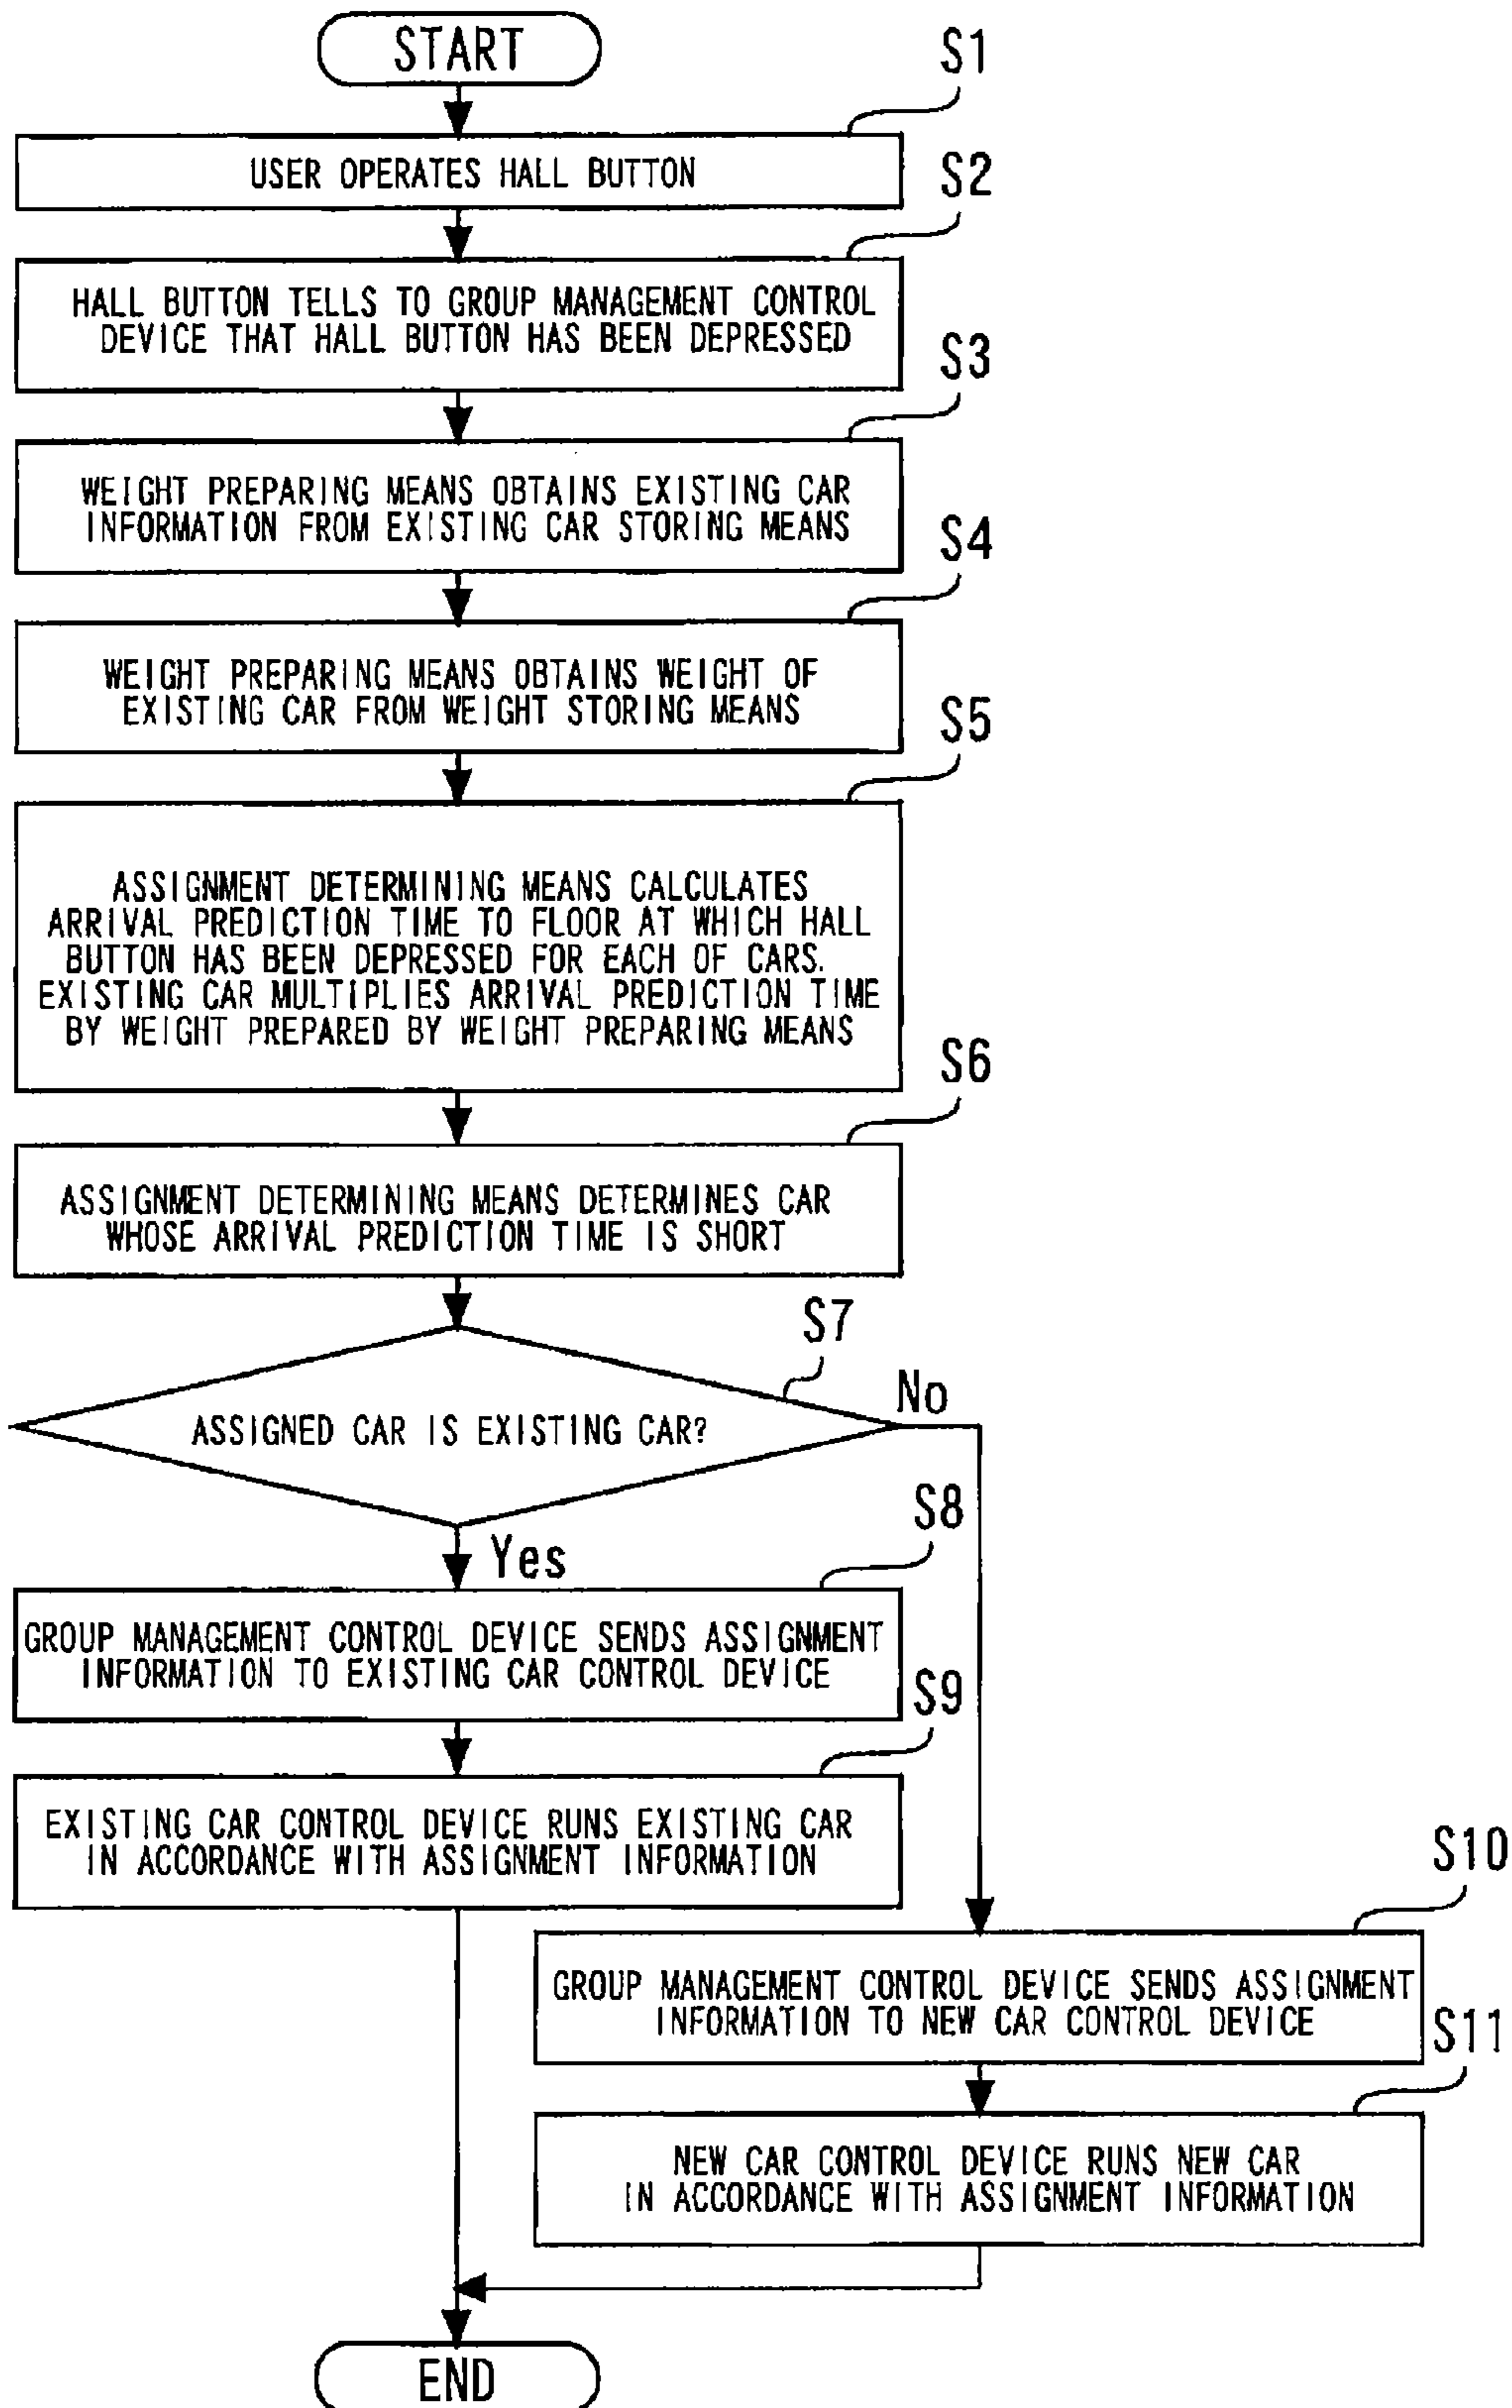 START
S1
USER OPERATES HALL BUTTON
S2
HALL BUTTON TELLS TO GROUP MANAGEMENT CONTROL
DEVICE THAT HALL BUTTON HAS BEEN DEPRESSED
S3
WEIGHT PREPARING MEANS OBTAINS EXISTING CAR
INFORMATION FROM EXISTING CAR STORING MEANS
S4
WEIGHT PREPARING MEANS OBTAINS WEIGHT OF
EXISTING CAR FROM WEIGHT STORING MEANS
S5
ASSIGNMENT DETERMINING MEANS CALCULATES
ARRIVAL PREDICTION TIME TO FLOOR AT WHICH HALL
BUTTON HAS BEEN DEPRESSED FOR EACH OF CARS.
EXISTING CAR MULTIPLIES ARRIVAL PREDICTION TIME
BY WEIGHT PREPARED BY WEIGHT PREPARING MEANS
S6
ASSIGNMENT DETERMINING MEANS DETERMINES CAR
WHOSE ARRIVAL PREDICTION TIME IS SHORT
S7
ASSIGNED CAR IS EXISTING CAR?
No
Yes
S8
GROUP MANAGEMENT CONTROL DEVICE SENDS ASSIGNMENT
INFORMATION TO EXISTING CAR CONTROL DEVICE
S9
EXISTING CAR CONTROL DEVICE RUNS EXISTING CAR
IN ACCORDANCE WITH ASSIGNMENT INFORMATION
S10
GROUP MANAGEMENT CONTROL DEVICE SENDS ASSIGNMENT
INFORMATION TO NEW CAR CONTROL DEVICE
S11
NEW CAR CONTROL DEVICE RUNS NEW CAR
IN ACCORDANCE WITH ASSIGNMENT INFORMATION
END